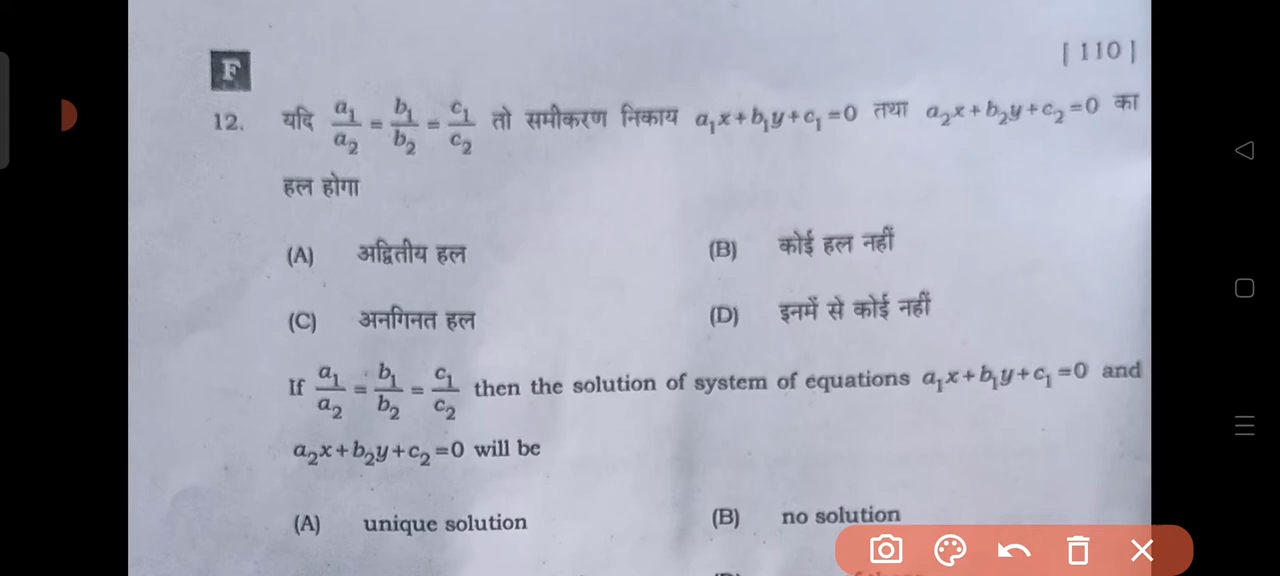 F
[ 110 ]
12. यदि a₁/a₂ = b₁/b₂ = c₁/c₂ तो समीकरण निकाय a₁x+b₁y+c₁=0 तथा a₂x+b₂y+c₂=0 का
हल होगा
(A) अद्वितीय हल (B) कोई हल नहीं
(C) अनगिनत हल (D) इनमें से कोई नहीं
If a₁/a₂ = b₁/b₂ = c₁/c₂ then the solution of system of equations a₁x+b₁y+c₁=0 and
a₂x+b₂y+c₂=0 will be
(A) unique solution (B) no solution